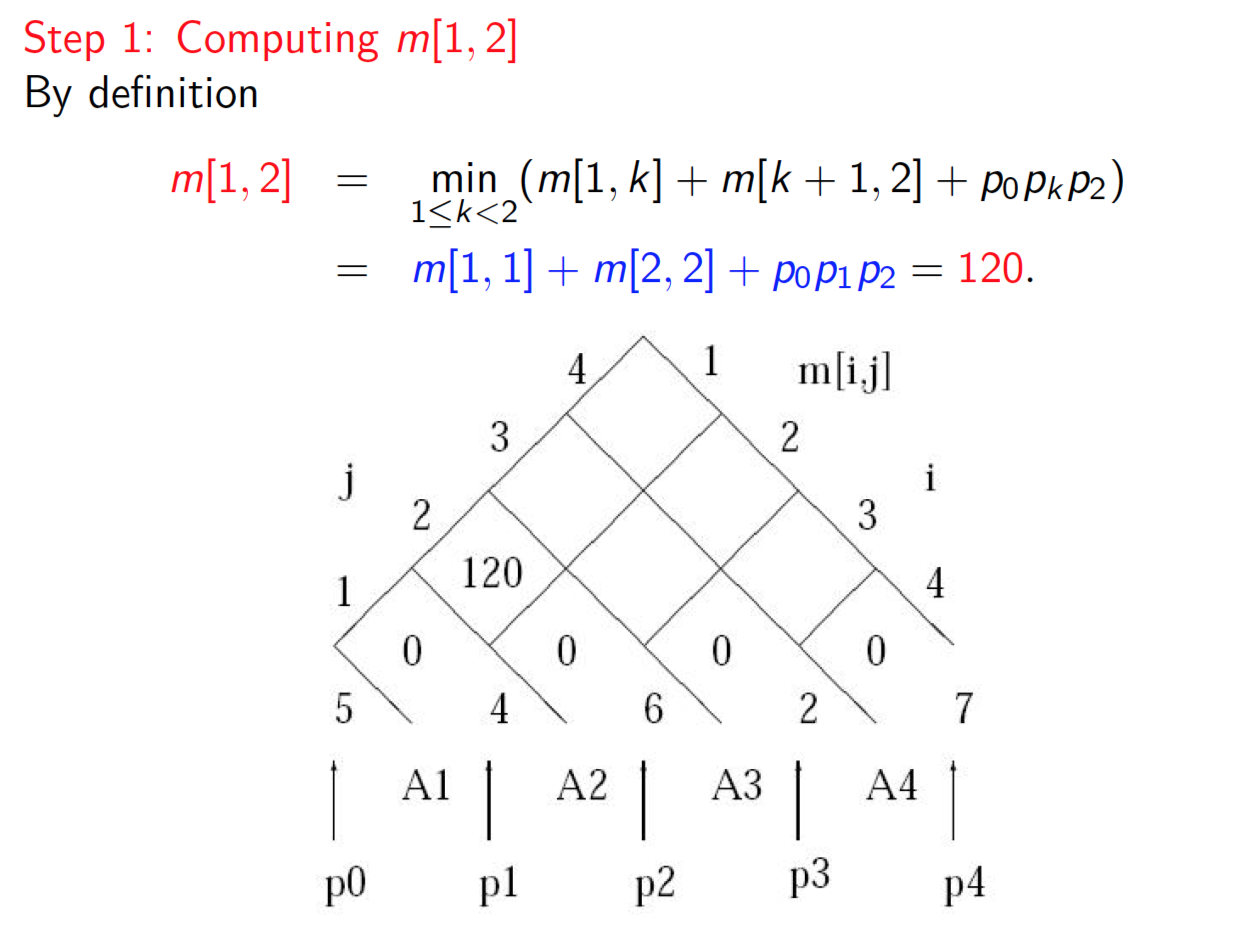 Step 1: Computing m[1, 2]
By definition
m[1, 2] = min (m[1, k] + m[k + 1, 2] + p₀pₖp₂)
1≤k<2
= m[1, 1] + m[2, 2] + p₀p₁p₂ = 120.
4 1 m[i,j]
3 2
j i
2 3
120
1 4
0 0 0 0
5 4 6 2 7
A1 A2 A3 A4
p0 p1 p2 p3 p4